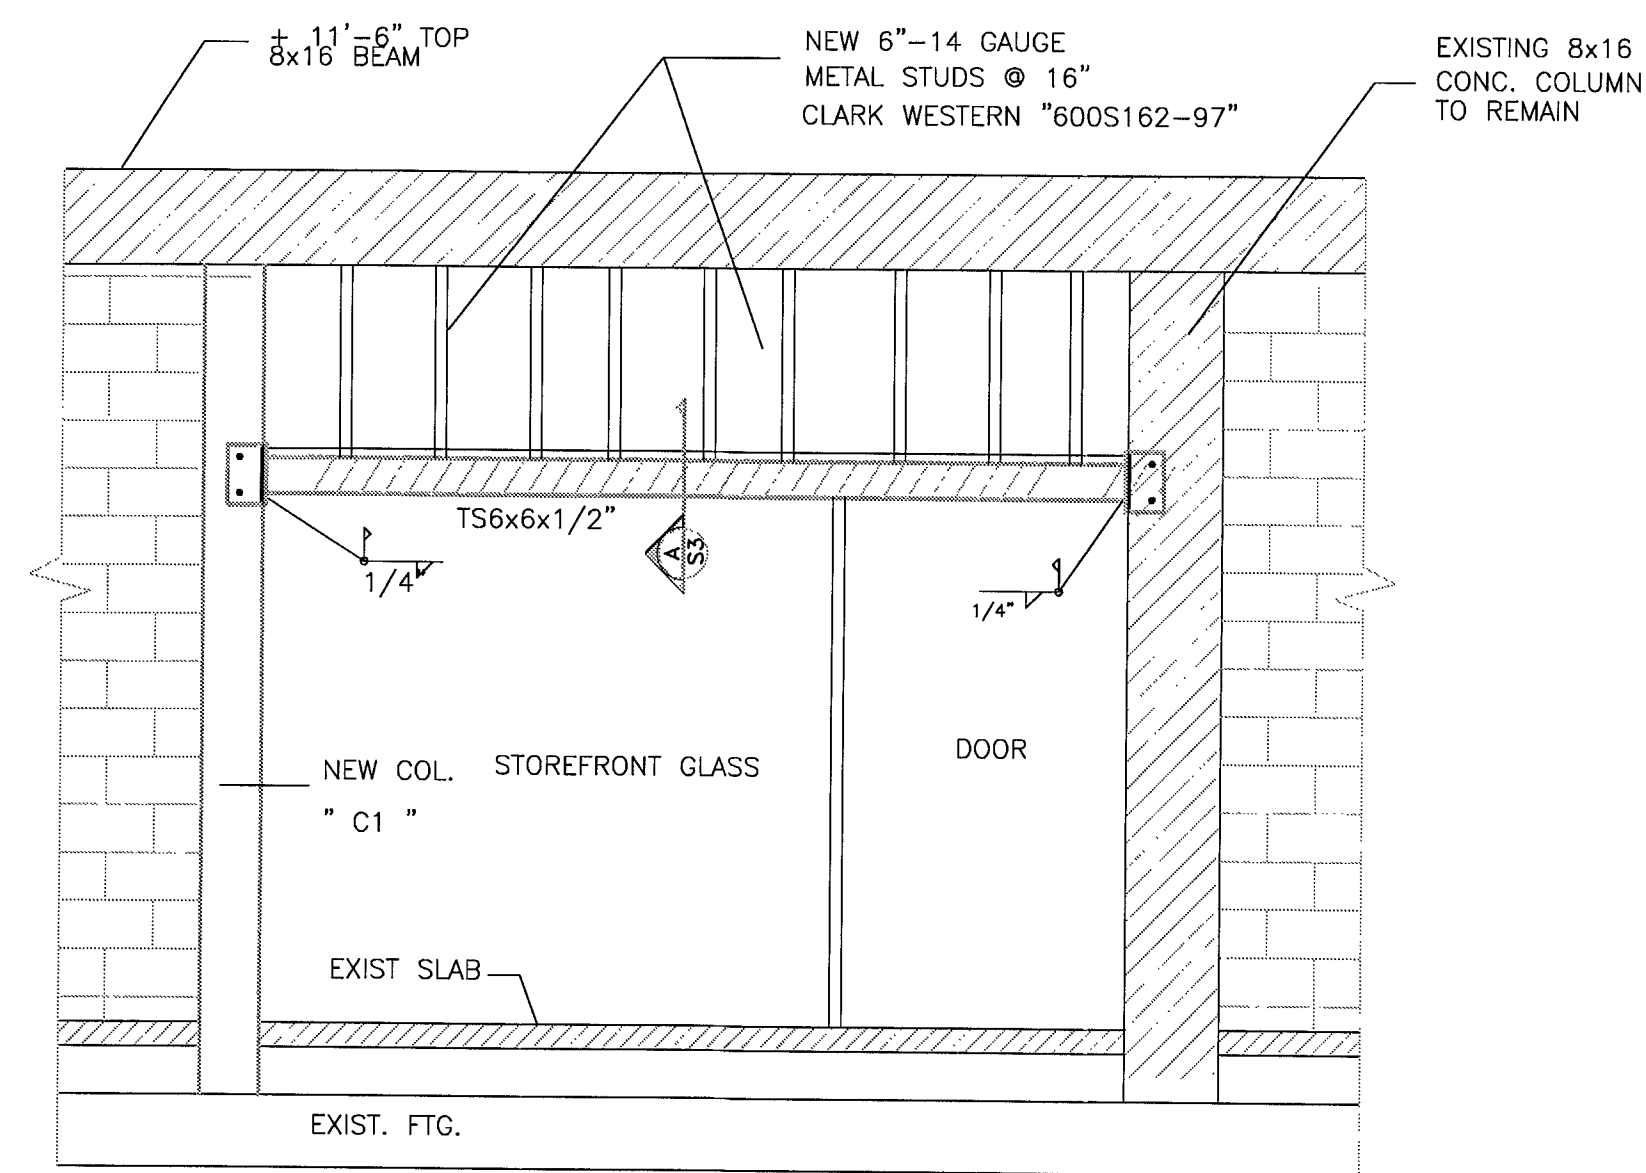 ± 11'-6" TOP
8x16 BEAM
NEW 6"-14 GAUGE
METAL STUDS @ 16"
CLARK WESTERN "600S162-97"
EXISTING 8x16
CONC. COLUMN
TO REMAIN
TS6x6x1/2"
1/4"
A
S3
1/4"
NEW COL.
" C1 "
STOREFRONT GLASS
DOOR
EXIST SLAB
EXIST. FTG.